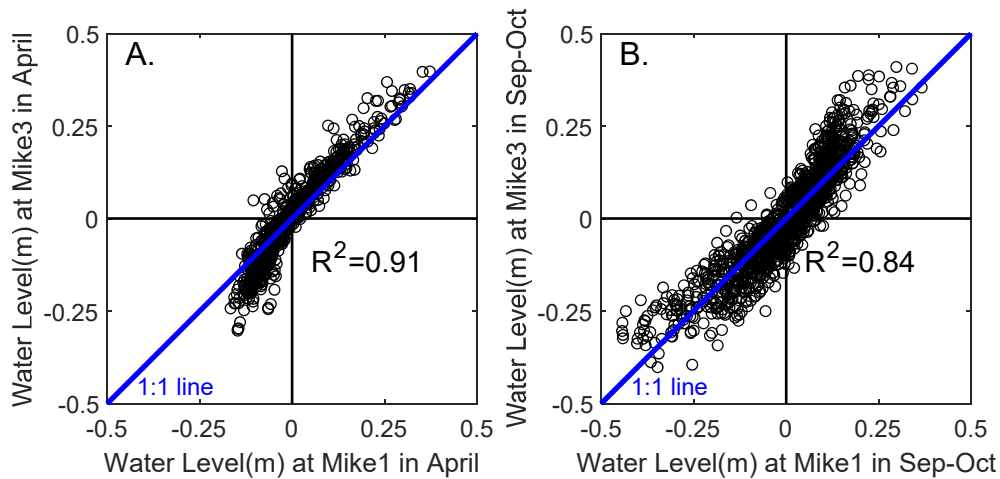 A.
0.5
0.25
0
-0.25
-0.5
Water Level(m) at Mike3 in April
R²=0.91
1:1 line
-0.5 -0.25 0 0.25 0.5
Water Level(m) at Mike1 in April
B.
0.5
0.25
0
-0.25
-0.5
Water Level(m) at Mike3 in Sep-Oct
R²=0.84
1:1 line
-0.5 -0.25 0 0.25 0.5
Water Level(m) at Mike1 in Sep-Oct